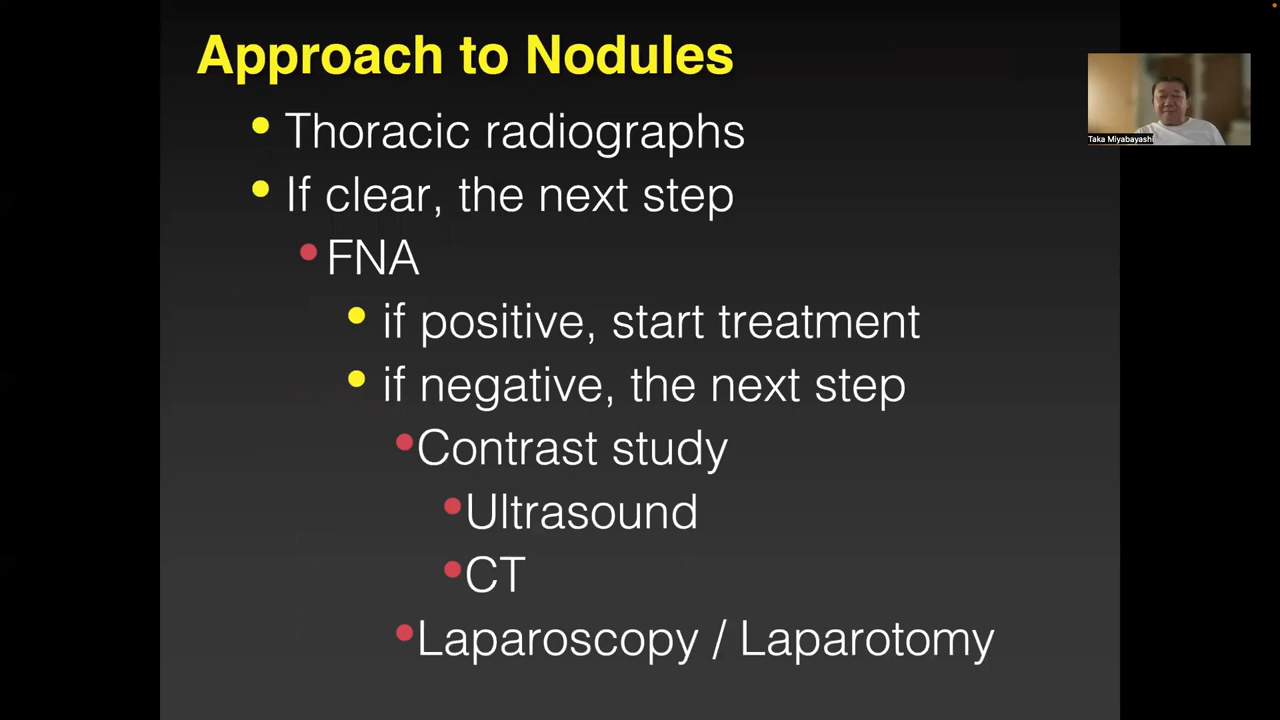 Approach to Nodules
Thoracic radiographs
If clear, the next step
FNA
if positive, start treatment
if negative, the next step
Contrast study
Ultrasound
CT
Laparoscopy / Laparotomy
Taka Miyabayashi